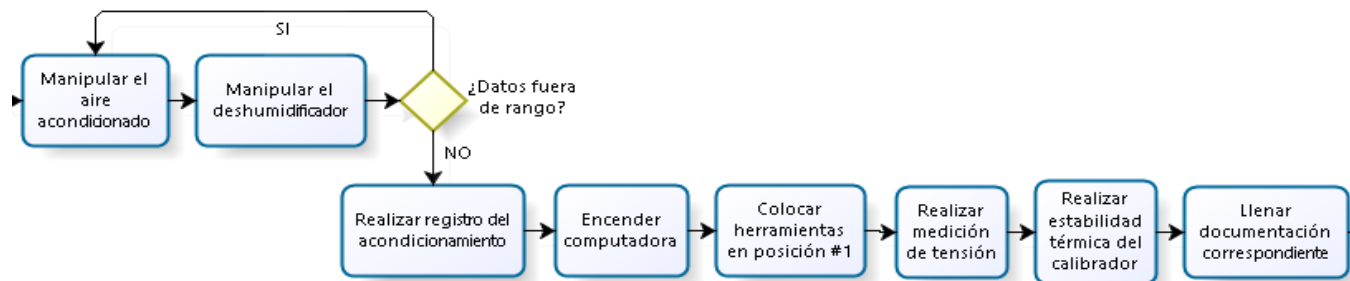 SI
Manipular el
aire
acondicionado
Manipular el
deshumidificador
¿Datos fuera
de rango?
NO
Realizar registro del
acondicionamiento
Encender
computadora
Colocar
herramientas
en posición #1
Realizar
medición
de tensión
Realizar
estabilidad
térmica del
calibrador
Llenar
documentación
correspondiente